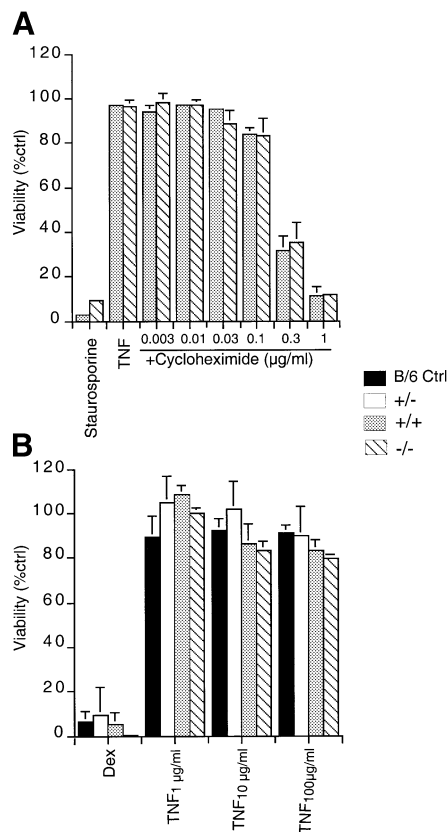 A
120
100
80
60
40
20
0
Viability (%ctrl)
Staurosporine
TNF
0.003 0.01 0.03 0.1 0.3 1
+Cycloheximide (µg/ml)
B/6 Ctrl
+/-
+/+
-/-
B
120
100
80
60
40
20
0
Viability (%ctrl)
Dex
TNF1 µg/ml
TNF10 µg/ml
TNF100µg/ml